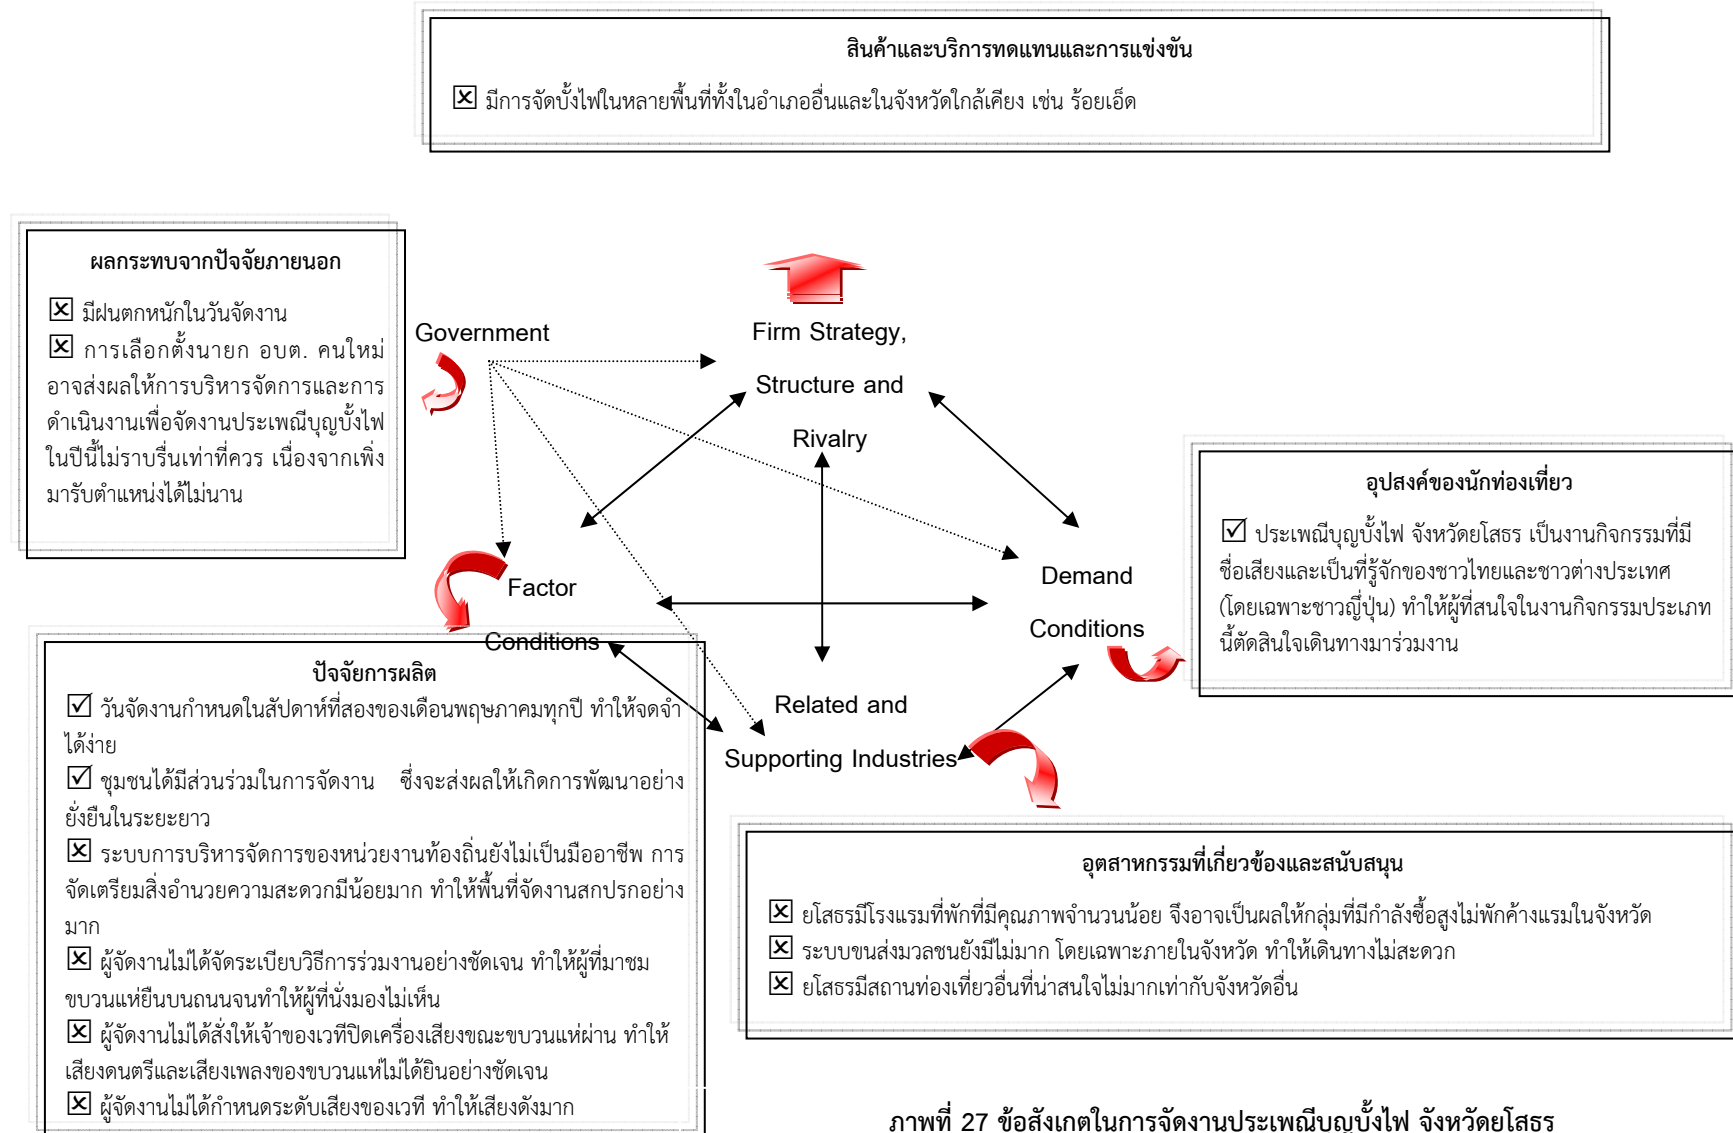 สินค้าและบริการทดแทนและการแข่งขัน
☒ มีการจัดบั้งไฟในหลายพื้นที่ทั้งในอำเภออื่นและในจังหวัดใกล้เคียง เช่น ร้อยเอ็ด
ผลกระทบจากปัจจัยภายนอก
☒ มีฝนตกหนักในวันจัดงาน
☒ การเลือกตั้งนายก อบต. คนใหม่
อาจส่งผลให้การบริหารจัดการและการ
ดำเนินงานเพื่อจัดงานประเพณีบุญบั้งไฟ
ในปีนี้ไม่ราบรื่นเท่าที่ควร เนื่องจากเพิ่ง
มารับตำแหน่งได้ไม่นาน
Government
Firm Strategy,
Structure and
Rivalry
อุปสงค์ของนักท่องเที่ยว
☑ ประเพณีบุญบั้งไฟ จังหวัดยโสธร เป็นงานกิจกรรมที่มี
ชื่อเสียงและเป็นที่รู้จักของชาวไทยและชาวต่างประเทศ
(โดยเฉพาะชาวญี่ปุ่น) ทำให้ผู้ที่สนใจในงานกิจกรรมประเภท
นี้ตัดสินใจเดินทางมาร่วมงาน
Factor
Conditions
Demand
Conditions
Related and
Supporting Industries
ปัจจัยการผลิต
☑ วันจัดงานกำหนดในสัปดาห์ที่สองของเดือนพฤษภาคมทุกปี ทำให้จดจำ
ได้ง่าย
☑ ชุมชนได้มีส่วนร่วมในการจัดงาน ซึ่งจะส่งผลให้เกิดการพัฒนาอย่าง
ยั่งยืนในระยะยาว
☒ ระบบการบริหารจัดการของหน่วยงานท้องถิ่นยังไม่เป็นมืออาชีพ การ
จัดเตรียมสิ่งอำนวยความสะดวกมีน้อยมาก ทำให้พื้นที่จัดงานสกปรกอย่าง
มาก
☒ ผู้จัดงานไม่ได้จัดระเบียบวิธีการร่วมงานอย่างชัดเจน ทำให้ผู้ที่มาชม
ขบวนแห่ยืนบนถนนจนทำให้ผู้ที่นั่งมองไม่เห็น
☒ ผู้จัดงานไม่ได้สั่งให้เจ้าของเวทีปิดเครื่องเสียงขณะขบวนแห่ผ่าน ทำให้
เสียงดนตรีและเสียงเพลงของขบวนแห่ไม่ได้ยินอย่างชัดเจน
☒ ผู้จัดงานไม่ได้กำหนดระดับเสียงของเวที ทำให้เสียงดังมาก
อุตสาหกรรมที่เกี่ยวข้องและสนับสนุน
☒ ยโสธรมีโรงแรมที่พักที่มีคุณภาพจำนวนน้อย จึงอาจเป็นผลให้กลุ่มที่มีกำลังซื้อสูงไม่พักค้างแรมในจังหวัด
☒ ระบบขนส่งมวลชนยังมีไม่มาก โดยเฉพาะภายในจังหวัด ทำให้เดินทางไม่สะดวก
☒ ยโสธรมีสถานท่องเที่ยวอื่นที่น่าสนใจไม่มากเท่ากับจังหวัดอื่น
ภาพที่ 27 ข้อสังเกตในการจัดงานประเพณีบุญบั้งไฟ จังหวัดยโสธร